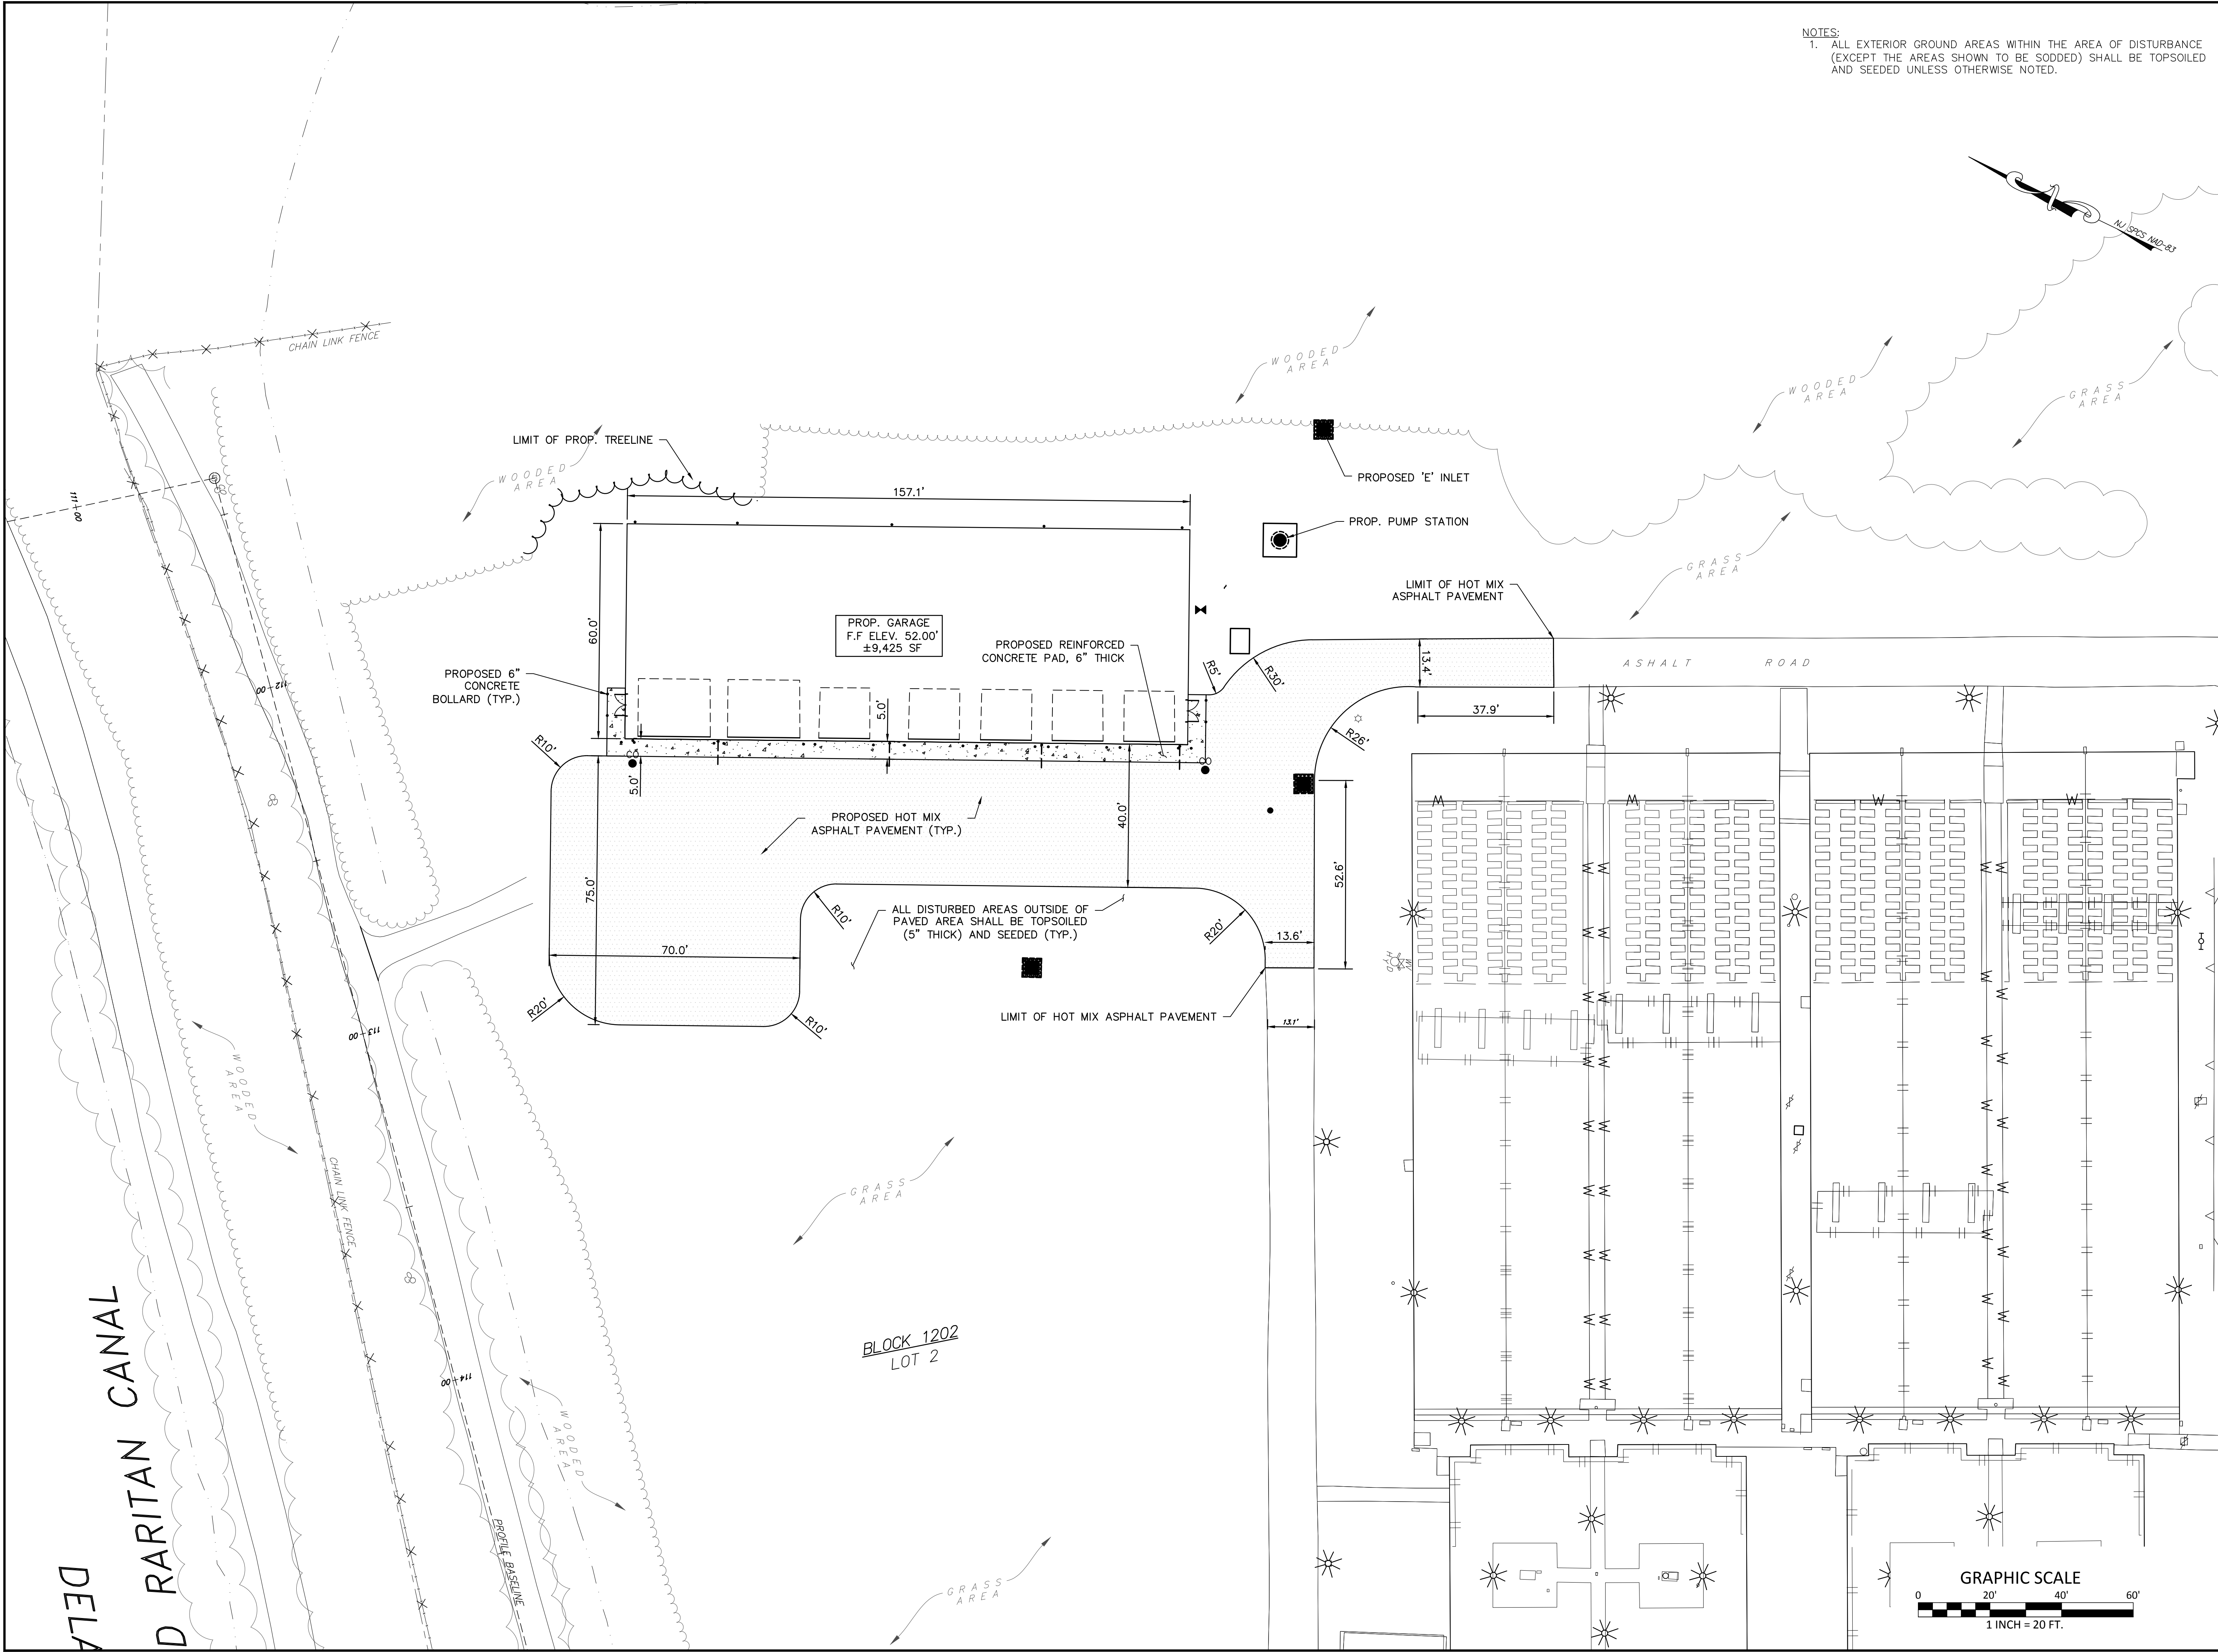 NOTES:
1. ALL EXTERIOR GROUND AREAS WITHIN THE AREA OF DISTURBANCE
(EXCEPT THE AREAS SHOWN TO BE SODDED) SHALL BE TOPSOILED
AND SEEDED UNLESS OTHERWISE NOTED.
NJ SPCS NAD-83
CHAIN LINK FENCE
WOODED
AREA
WOODED
AREA
GRASS
AREA
LIMIT OF PROP. TREELINE
WOODED
AREA
PROPOSED 'E' INLET
157.1'
111+00
PROP. PUMP STATION
GRASS
AREA
LIMIT OF HOT MIX
ASPHALT PAVEMENT
60.0'
PROP. GARAGE
F.F ELEV. 52.00'
±9,425 SF
PROPOSED REINFORCED
CONCRETE PAD, 6" THICK
R5'
R30'
13.4'
ASHALT ROAD
PROPOSED 6"
CONCRETE
BOLLARD (TYP.)
112+00
5.0'
37.9'
R26'
R10'
CO
CO
5.0'
PROPOSED HOT MIX
ASPHALT PAVEMENT (TYP.)
40.0'
52.6'
75.0'
R10'
ALL DISTURBED AREAS OUTSIDE OF
PAVED AREA SHALL BE TOPSOILED
(5" THICK) AND SEEDED (TYP.)
R20'
13.6'
70.0'
HYD
WV
R20'
R10'
LIMIT OF HOT MIX ASPHALT PAVEMENT
13.1'
113+00
WOODED
AREA
CHAIN LINK FENCE
GRASS
AREA
BLOCK 1202
LOT 2
114+00
WOODED
AREA
PROFILE BASELINE
D RARITAN CANAL
DELA
GRASS
AREA
GRAPHIC SCALE
0 20' 40' 60'
1 INCH = 20 FT.